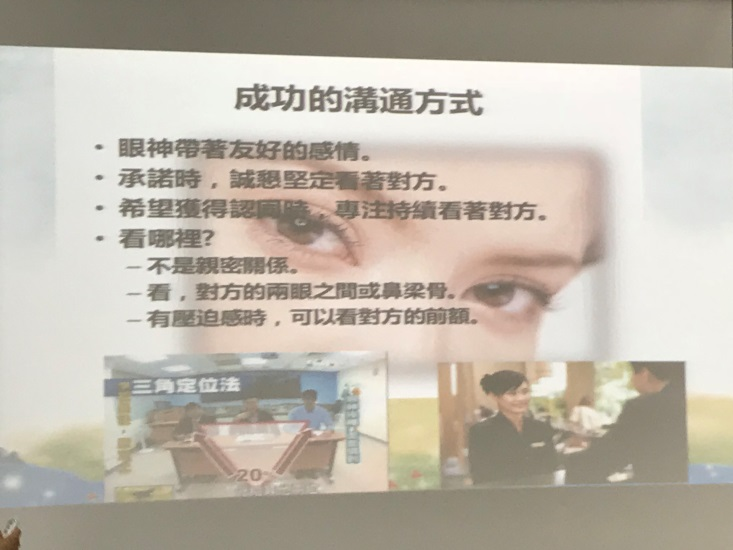 成功的溝通方式
• 眼神帶著友好的感情。
• 承諾時，誠懇堅定看著對方。
• 希望獲得認同時，專注持續看著對方。
• 看哪裡?
– 不是親密關係。
– 看，對方的兩眼之間或鼻梁骨。
– 有壓迫感時，可以看對方的前額。
三角定位法
20